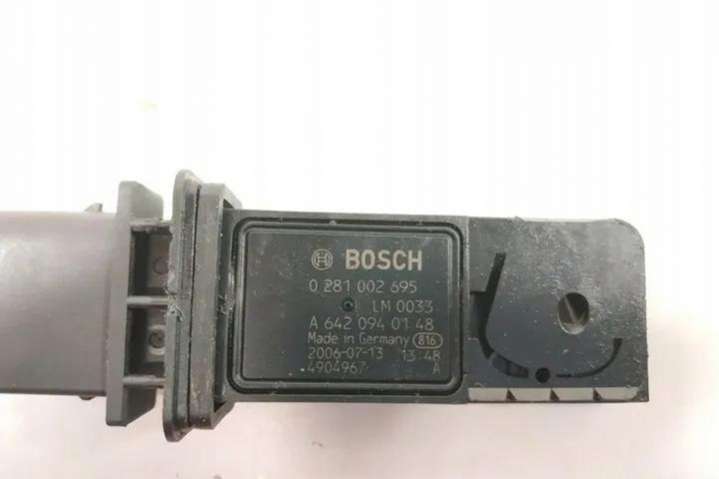 BOSCH
0 281 002 695
LM 0033
A 642 094 01 48
Made in Germany 816
2006-07-13 13:48
4904967 A